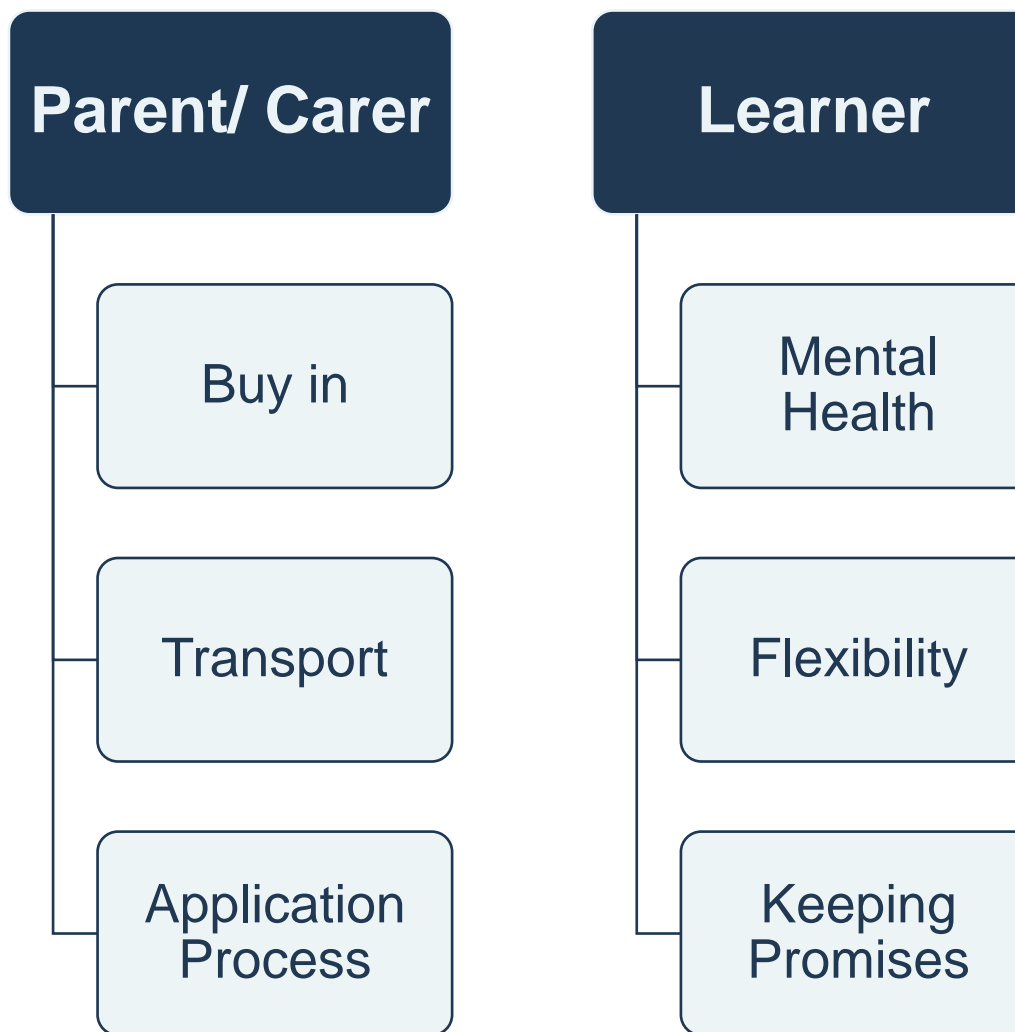 Parent/ Carer
Buy in
Transport
Application
Process
Learner
Mental
Health
Flexibility
Keeping
Promises